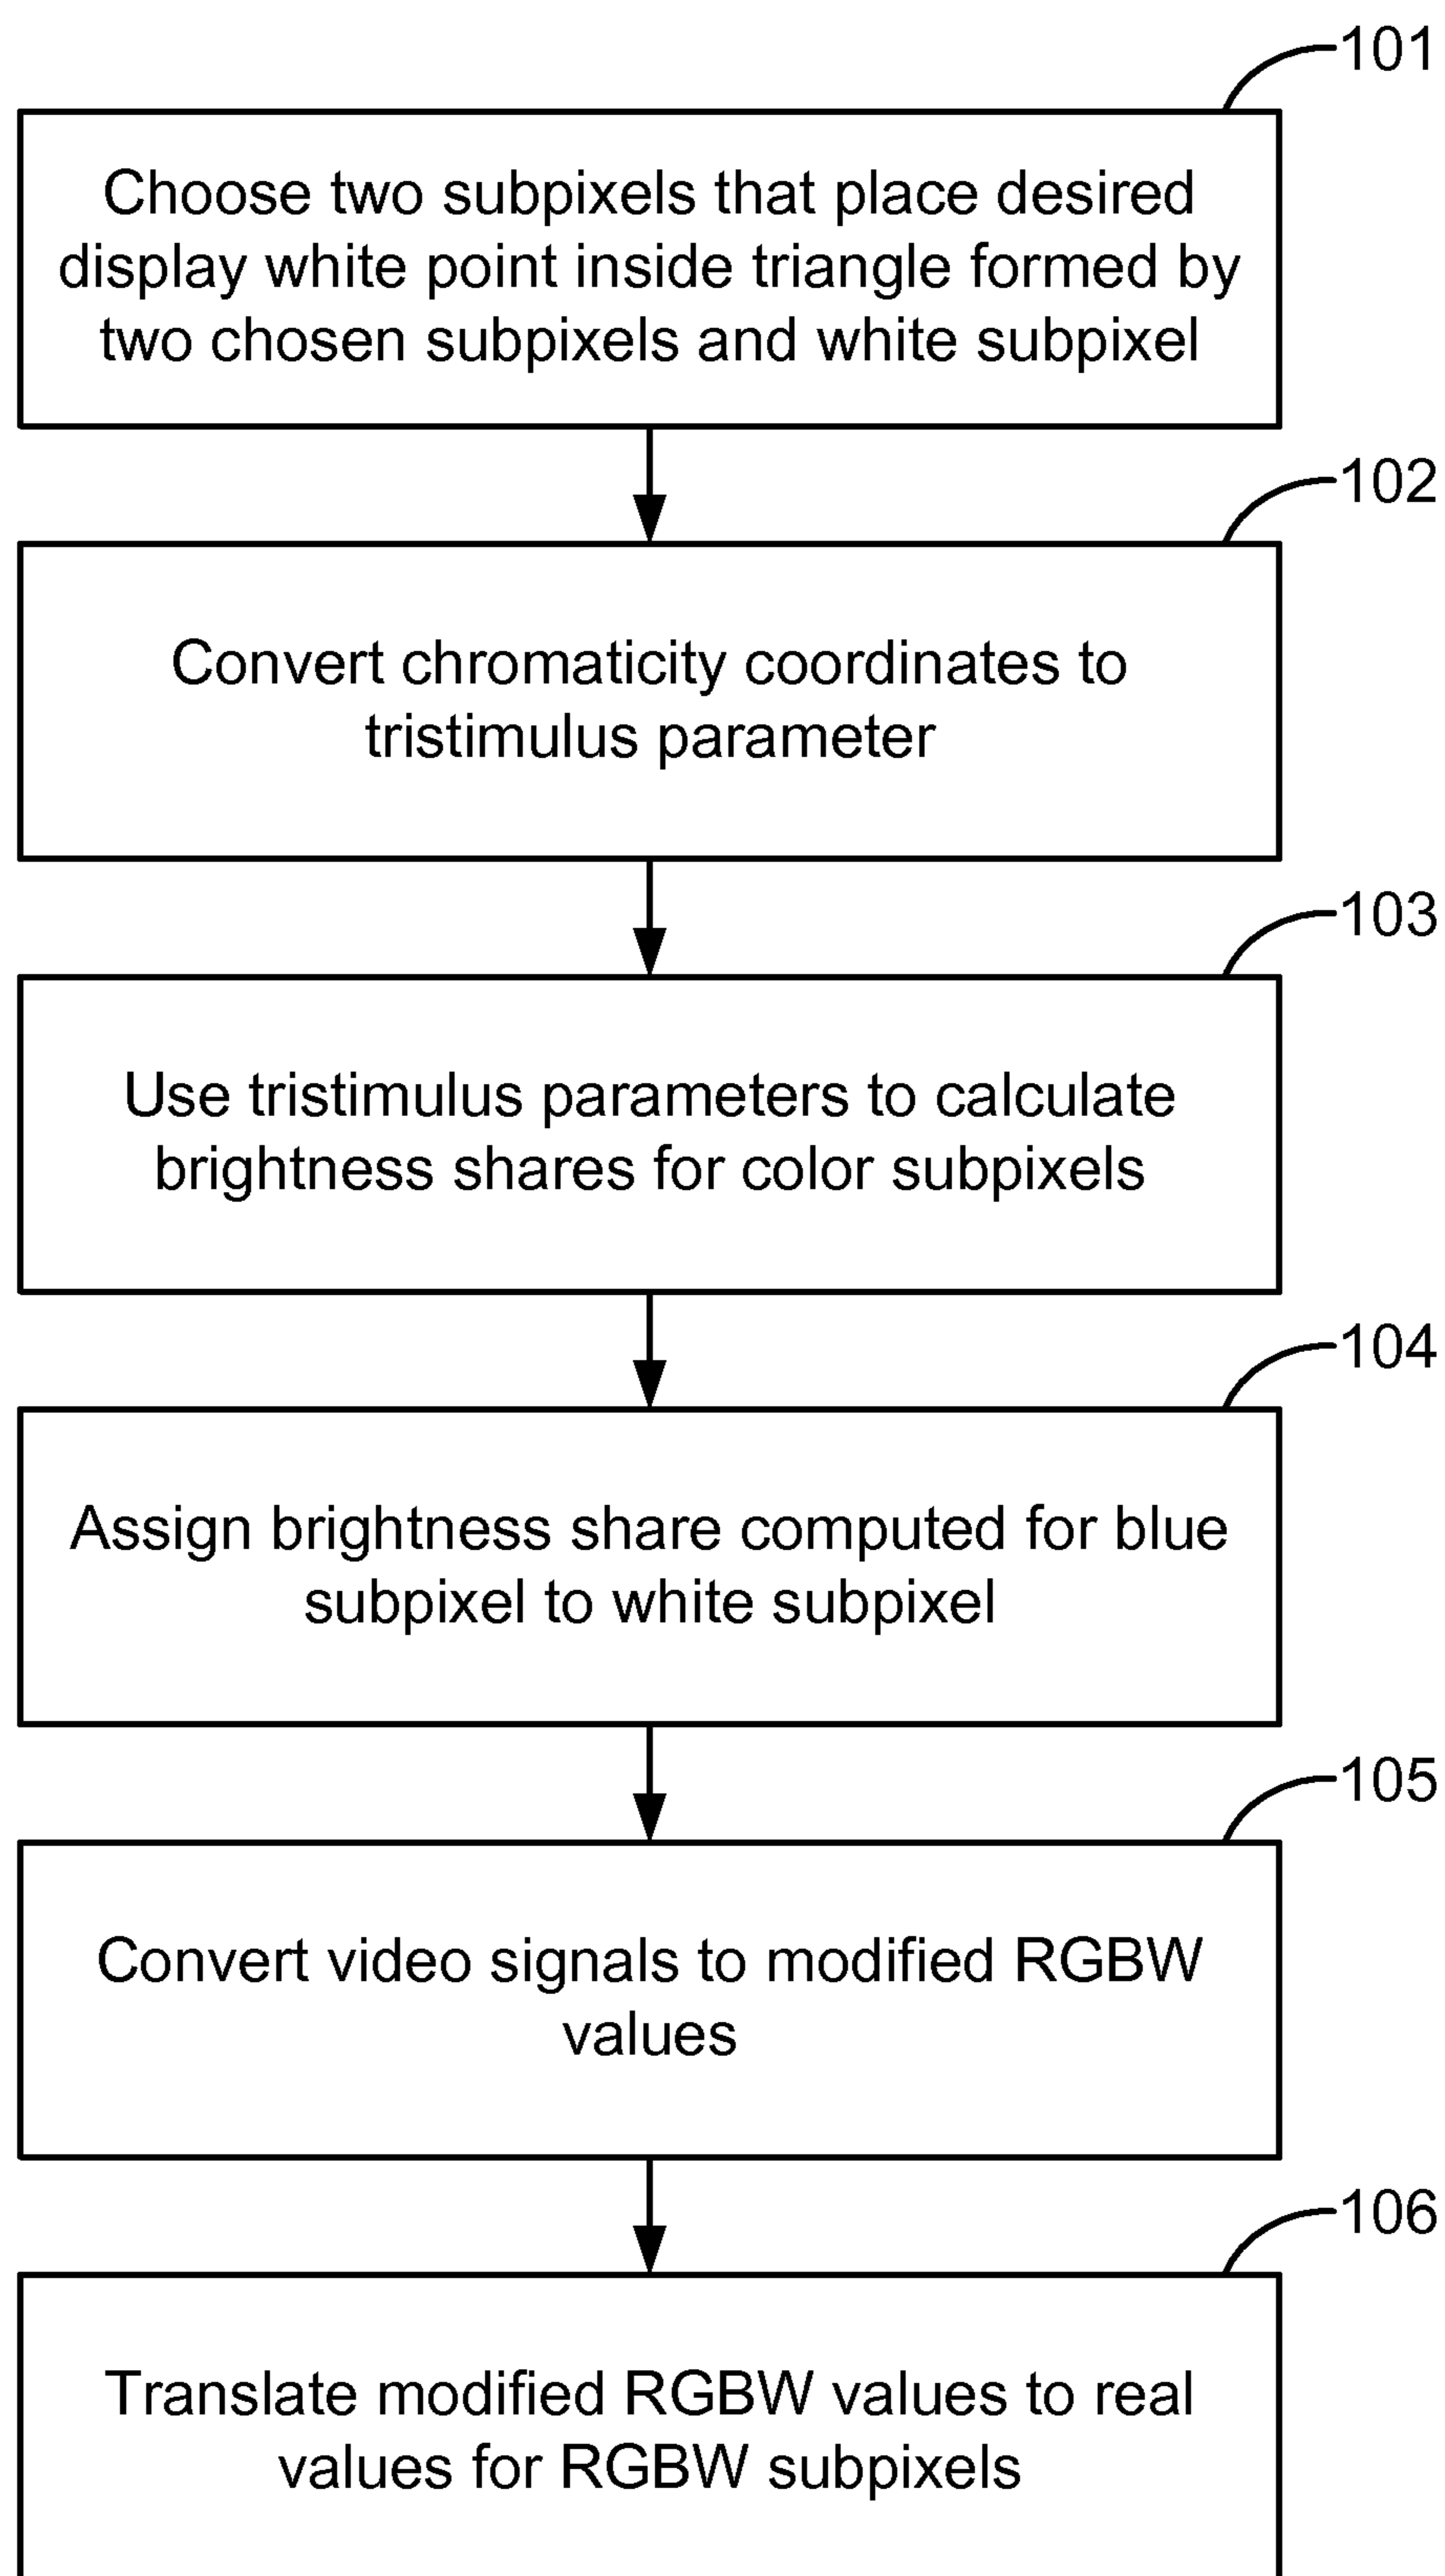 101
Choose two subpixels that place desired
display white point inside triangle formed by
two chosen subpixels and white subpixel
102
Convert chromaticity coordinates to
tristimulus parameter
103
Use tristimulus parameters to calculate
brightness shares for color subpixels
104
Assign brightness share computed for blue
subpixel to white subpixel
105
Convert video signals to modified RGBW
values
106
Translate modified RGBW values to real
values for RGBW subpixels